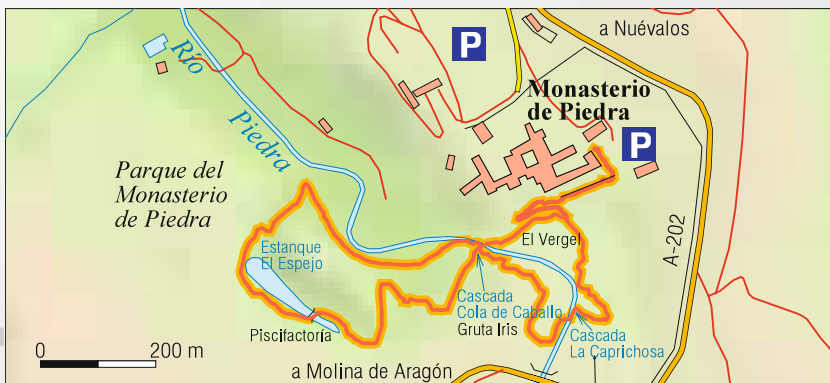 a Nuévalos
P
Río
Monasterio
de Piedra
Piedra
P
Parque del
Monasterio
de Piedra
El Vergel
A-202
Estanque
El Espejo
Cascada
Cola de Caballo
Gruta Iris
Piscifactoría
Cascada
La Caprichosa
0 200 m
a Molina de Aragón